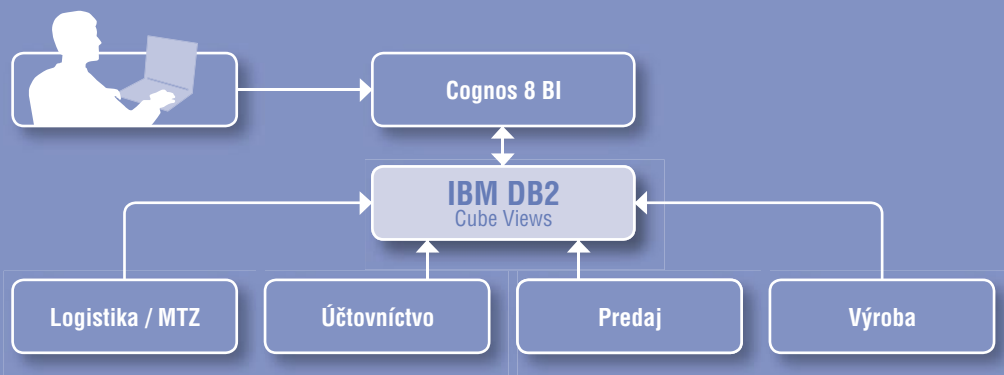 Cognos 8 BI
IBM DB2
Cube Views
Logistika / MTZ
Účtovníctvo
Predaj
Výroba